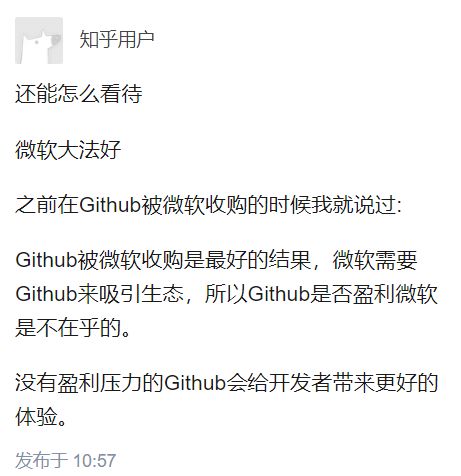 知乎用户
还能怎么看待
微软大法好
之前在Github被微软收购的时候我就说过：
Github被微软收购是最好的结果，微软需要
Github来吸引生态，所以Github是否盈利微软
是不在乎的。
没有盈利压力的Github会给开发者带来更好的
体验。
发布于 10:57